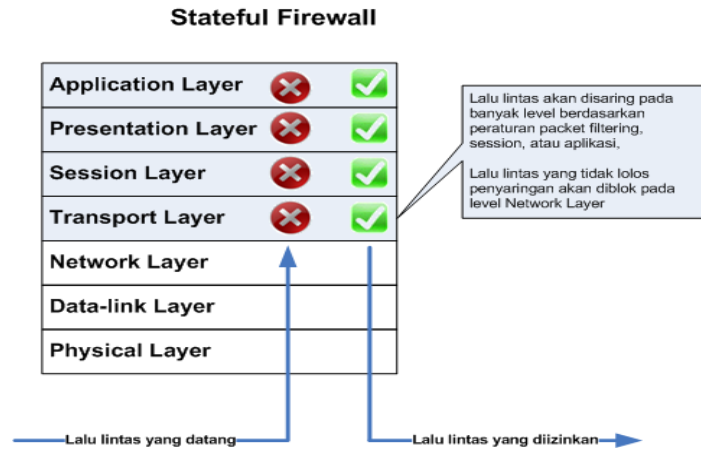 Stateful Firewall
Application Layer
Presentation Layer
Session Layer
Transport Layer
Network Layer
Data-link Layer
Physical Layer
Lalu lintas akan disaring pada
banyak level berdasarkan
peraturan packet filtering,
session, atau aplikasi,
Lalu lintas yang tidak lolos
penyaringan akan diblok pada
level Network Layer
Lalu lintas yang datang
Lalu lintas yang diizinkan